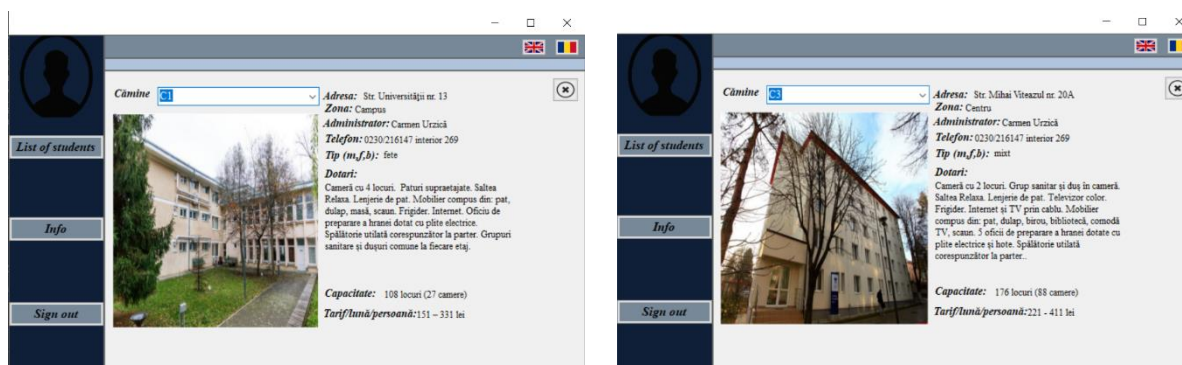 Cămine C1
Adresa: Str. Universității nr. 13
Zona: Campus
Administrator: Carmen Urzică
Telefon: 0230/216147 interior 269
Tip (m,f,b): fete
Dotari:
Cameră cu 4 locuri. Paturi supraetajate. Saltea
Relaxa. Lenjerie de pat. Mobilier compus din: pat,
dulap, masă, scaun. Frigider. Internet. Oficiu de
preparare a hranei dotat cu plite electrice.
Spălătorie utilată corespunzător la parter. Grupuri
sanitare și dușuri comune la fiecare etaj.
Capacitate: 108 locuri (27 camere)
Tarif/lună/persoană:151 – 331 lei
List of students
Info
Sign out
Cămine C3
Adresa: Str. Mihai Viteazul nr. 20A
Zona: Centru
Administrator: Carmen Urzică
Telefon: 0230/216147 interior 269
Tip (m,f,b): mixt
Dotari:
Cameră cu 2 locuri. Grup sanitar și duș în cameră.
Saltea Relaxa. Lenjerie de pat. Televizor color.
Frigider. Internet și TV prin cablu. Mobilier
compus din: pat, dulap, birou, bibliotecă, comodă
TV, scaun. 5 oficii de preparare a hranei dotate cu
plite electrice și hote. Spălătorie utilată
corespunzător la parter..
Capacitate: 176 locuri (88 camere)
Tarif/lună/persoană:221 - 411 lei
List of students
Info
Sign out